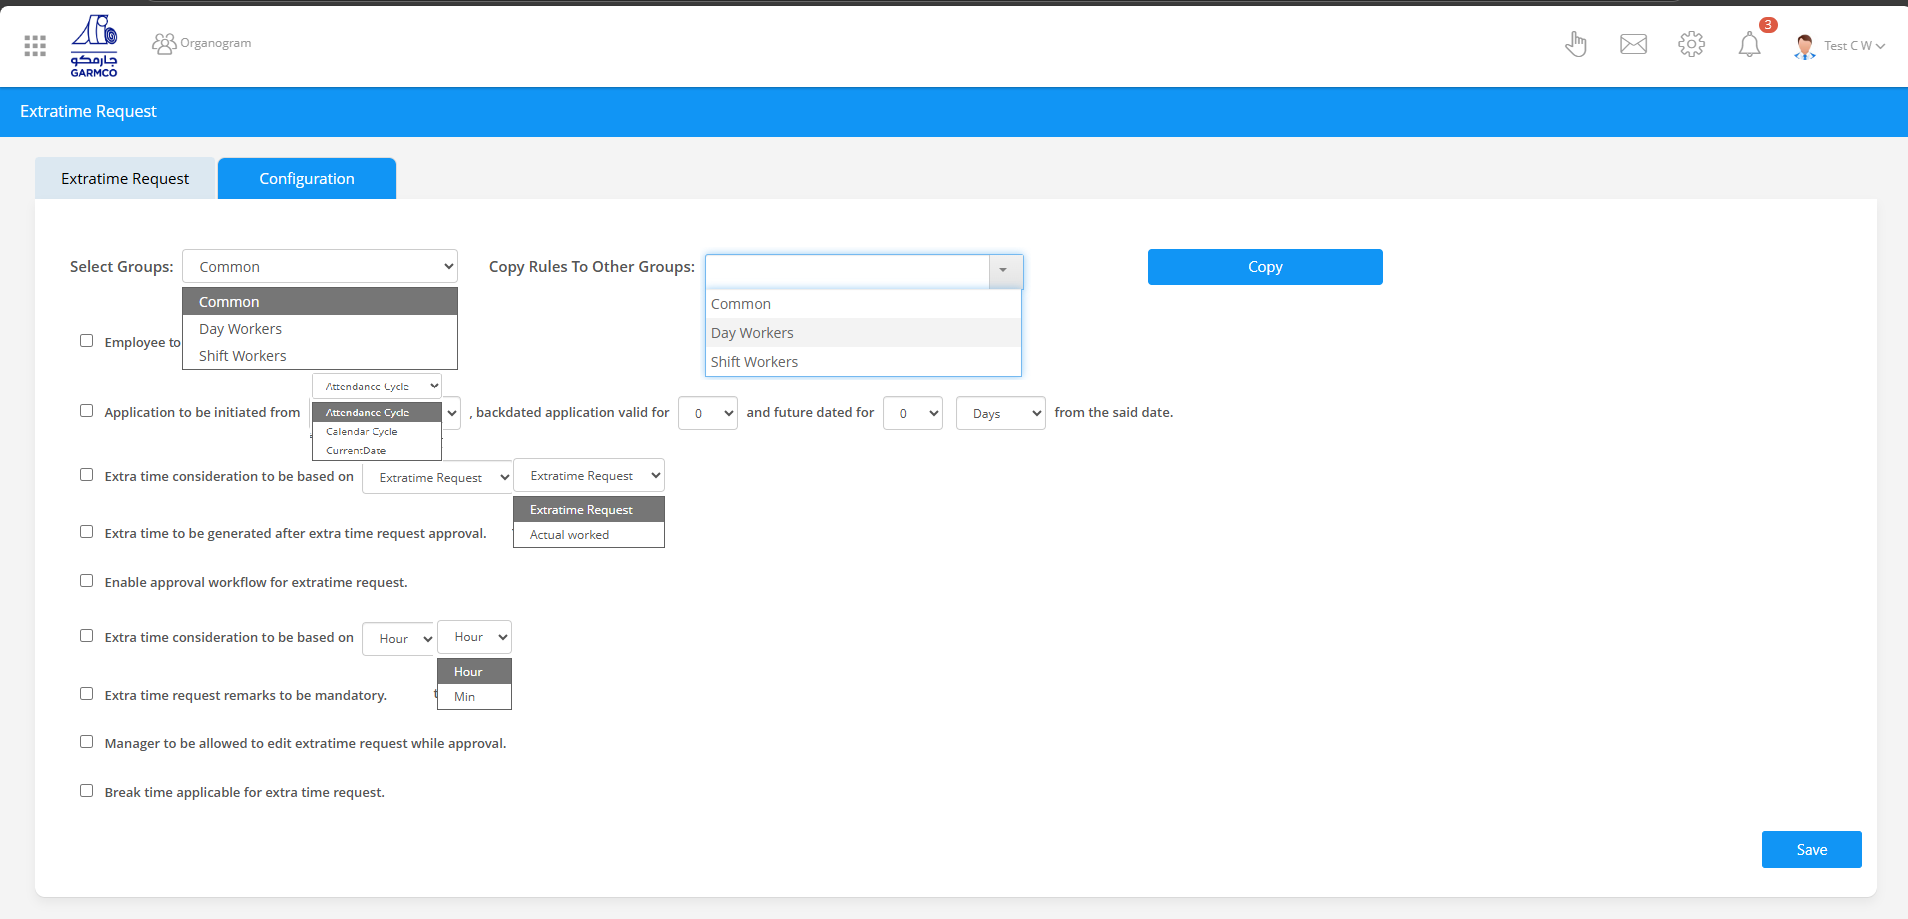 جارمكو
GARMCO
Organogram
3
Test C W
Extratime Request
Extratime Request
Configuration
Select Groups:
Common
Copy Rules To Other Groups:
Copy
Common
Day Workers
Shift Workers
Common
Day Workers
Shift Workers
Employee to
Attendance Cycle
Application to be initiated from
Attendance Cycle
Calendar Cycle
CurrentDate
, backdated application valid for
0
and future dated for
0
Days
from the said date.
Extra time consideration to be based on
Extratime Request
Extratime Request
Extratime Request
Actual worked
Extra time to be generated after extra time request approval.
Enable approval workflow for extratime request.
Extra time consideration to be based on
Hour
Hour
Hour
Min
Extra time request remarks to be mandatory.
Manager to be allowed to edit extratime request while approval.
Break time applicable for extra time request.
Save